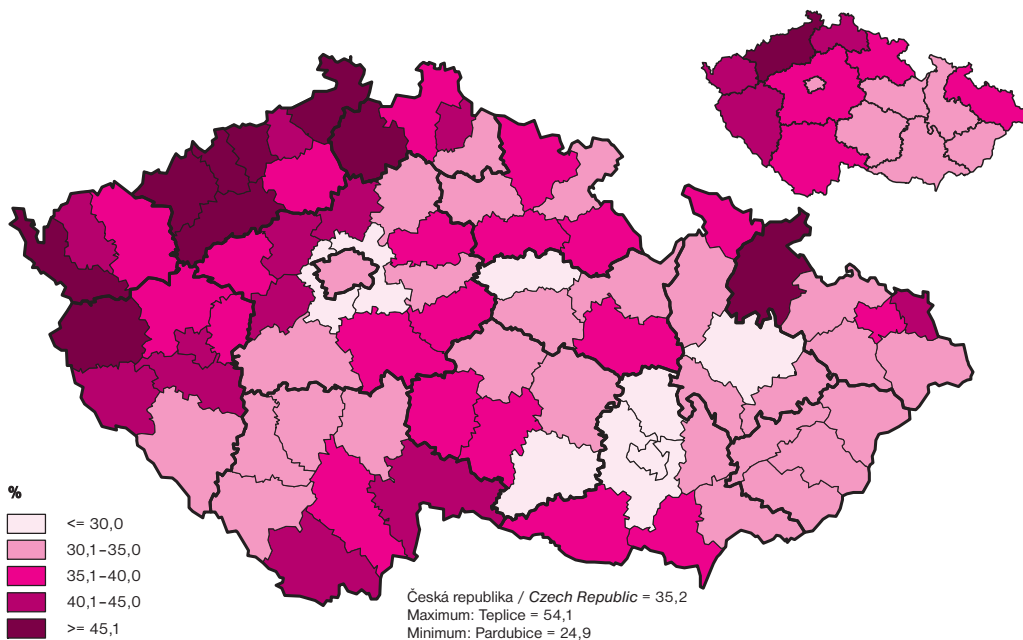 %
<= 30,0
30,1–35,0
35,1–40,0
40,1–45,0
>= 45,1
Česká republika / Czech Republic = 35,2
Maximum: Teplice = 54,1
Minimum: Pardubice = 24,9